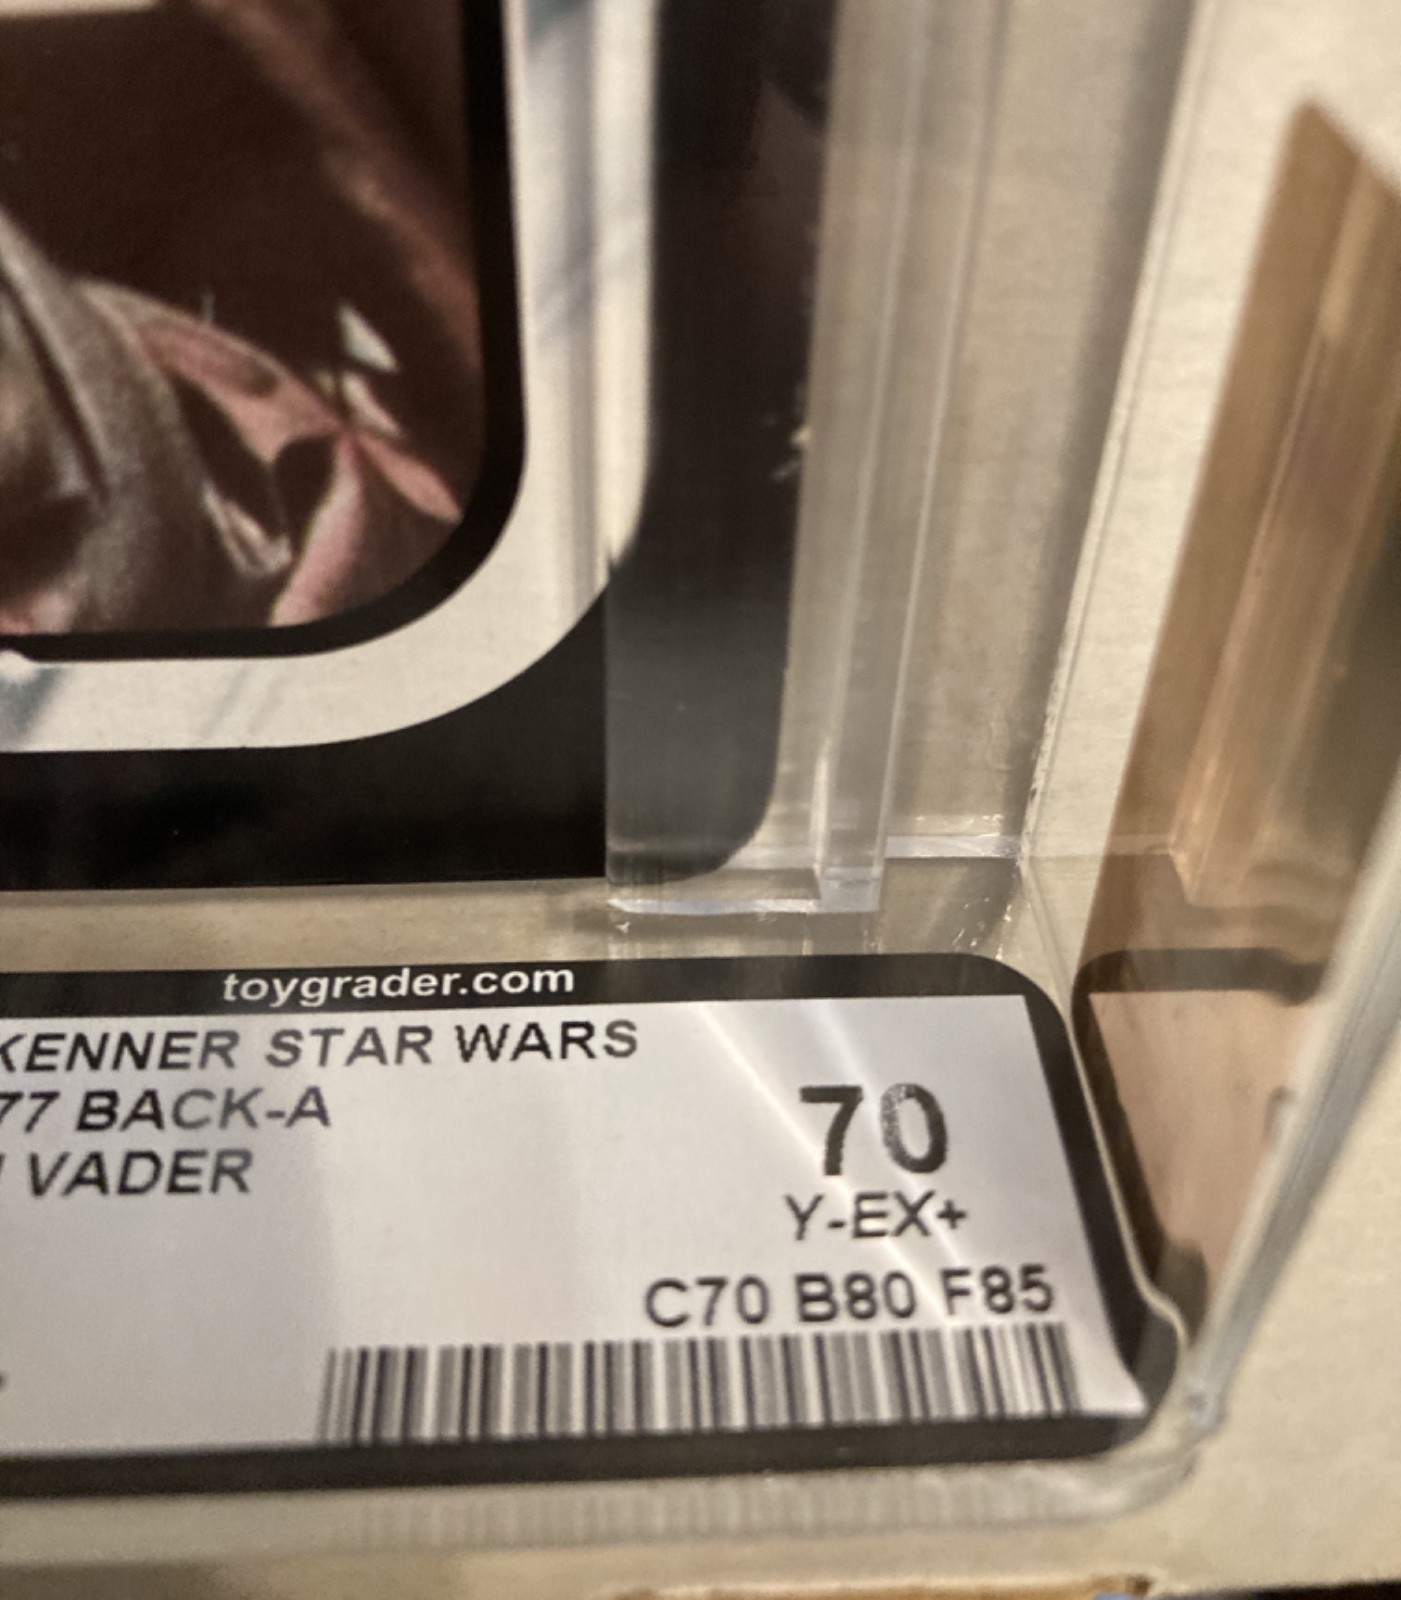 toygrader.com
KENNER STAR WARS
77 BACK-A
VADER
70
Y-EX+
C70 B80 F85